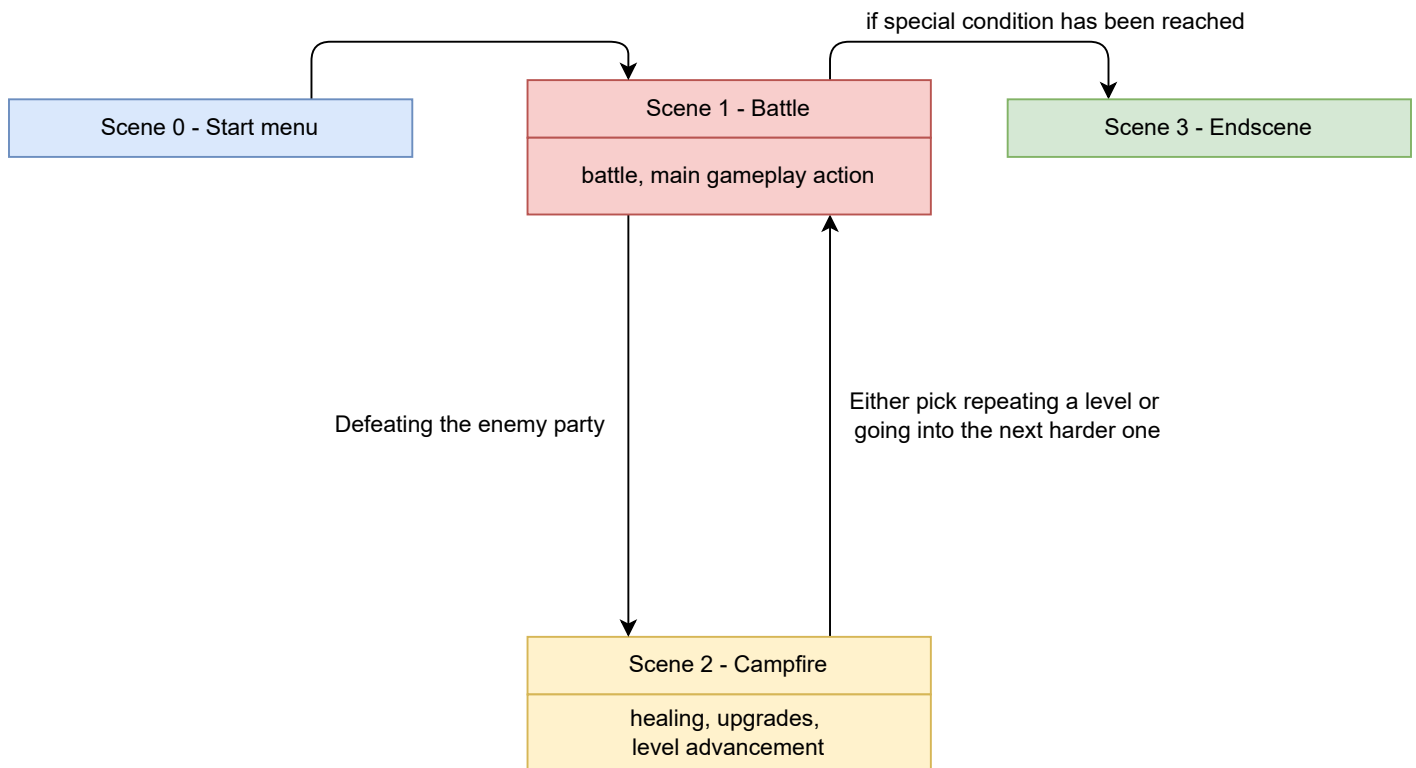 if special condition has been reached
Scene 0 - Start menu
Scene 1 - Battle
battle, main gameplay action
Scene 3 - Endscene
Defeating the enemy party
Either pick repeating a level or
going into the next harder one
Scene 2 - Campfire
healing, upgrades,
level advancement